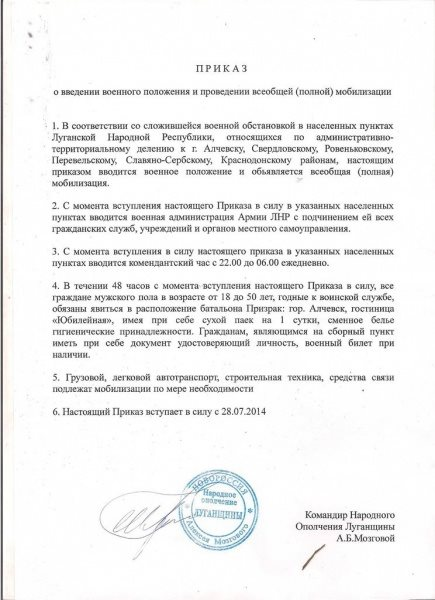 П Р И К А З
о введении военного положения и проведении всеобщей (полной) мобилизации
1. В соответствии со сложившейся военной обстановкой в населенных пунктах
Луганской Народной Республики, относящихся по административно-
территориальному делению к г. Алчевску, Свердловскому, Ровеньковскому,
Перевельскому, Славяно-Сербскому, Краснодонскому районам, настоящим
приказом вводится военное положение и обьявляется всеобщая (полная)
мобилизация.
2. С момента вступления настоящего Приказа в силу в указанных населенных
пунктах вводится военная администрация Армии ЛНР с подчинением ей всех
гражданских служб, учреждений и органов местного самоуправления.
3. С момента вступления в силу настоящего приказа в указанных населенных
пунктах вводится комендантский час с 22.00 до 06.00 ежедневно.
4. В течении 48 часов с момента вступления настоящего Приказа в силу, все
граждане мужского пола в возрасте от 18 до 50 лет, годные к воинской службе,
обязаны явиться в расположение батальона Призрак: гор. Алчевск, гостиница
«Юбилейная», имея при себе сухой паек на 1 сутки, сменное белье
гигиенические принадлежности. Гражданам, являющимся на сборный пункт
иметь при себе документ удостоверяющий личность, военный билет при
наличии.
5. Грузовой, легковой автотранспорт, строительная техника, средства связи
подлежат мобилизации по мере необходимости
6. Настоящий Приказ вступает в силу с 28.07.2014
НОВОРОССИЯ
Народное
ополчение
ЛУГАНЩИНЫ
Алексея Мозгового
Командир Народного
Ополчения Луганщины
А.Б.Мозговой